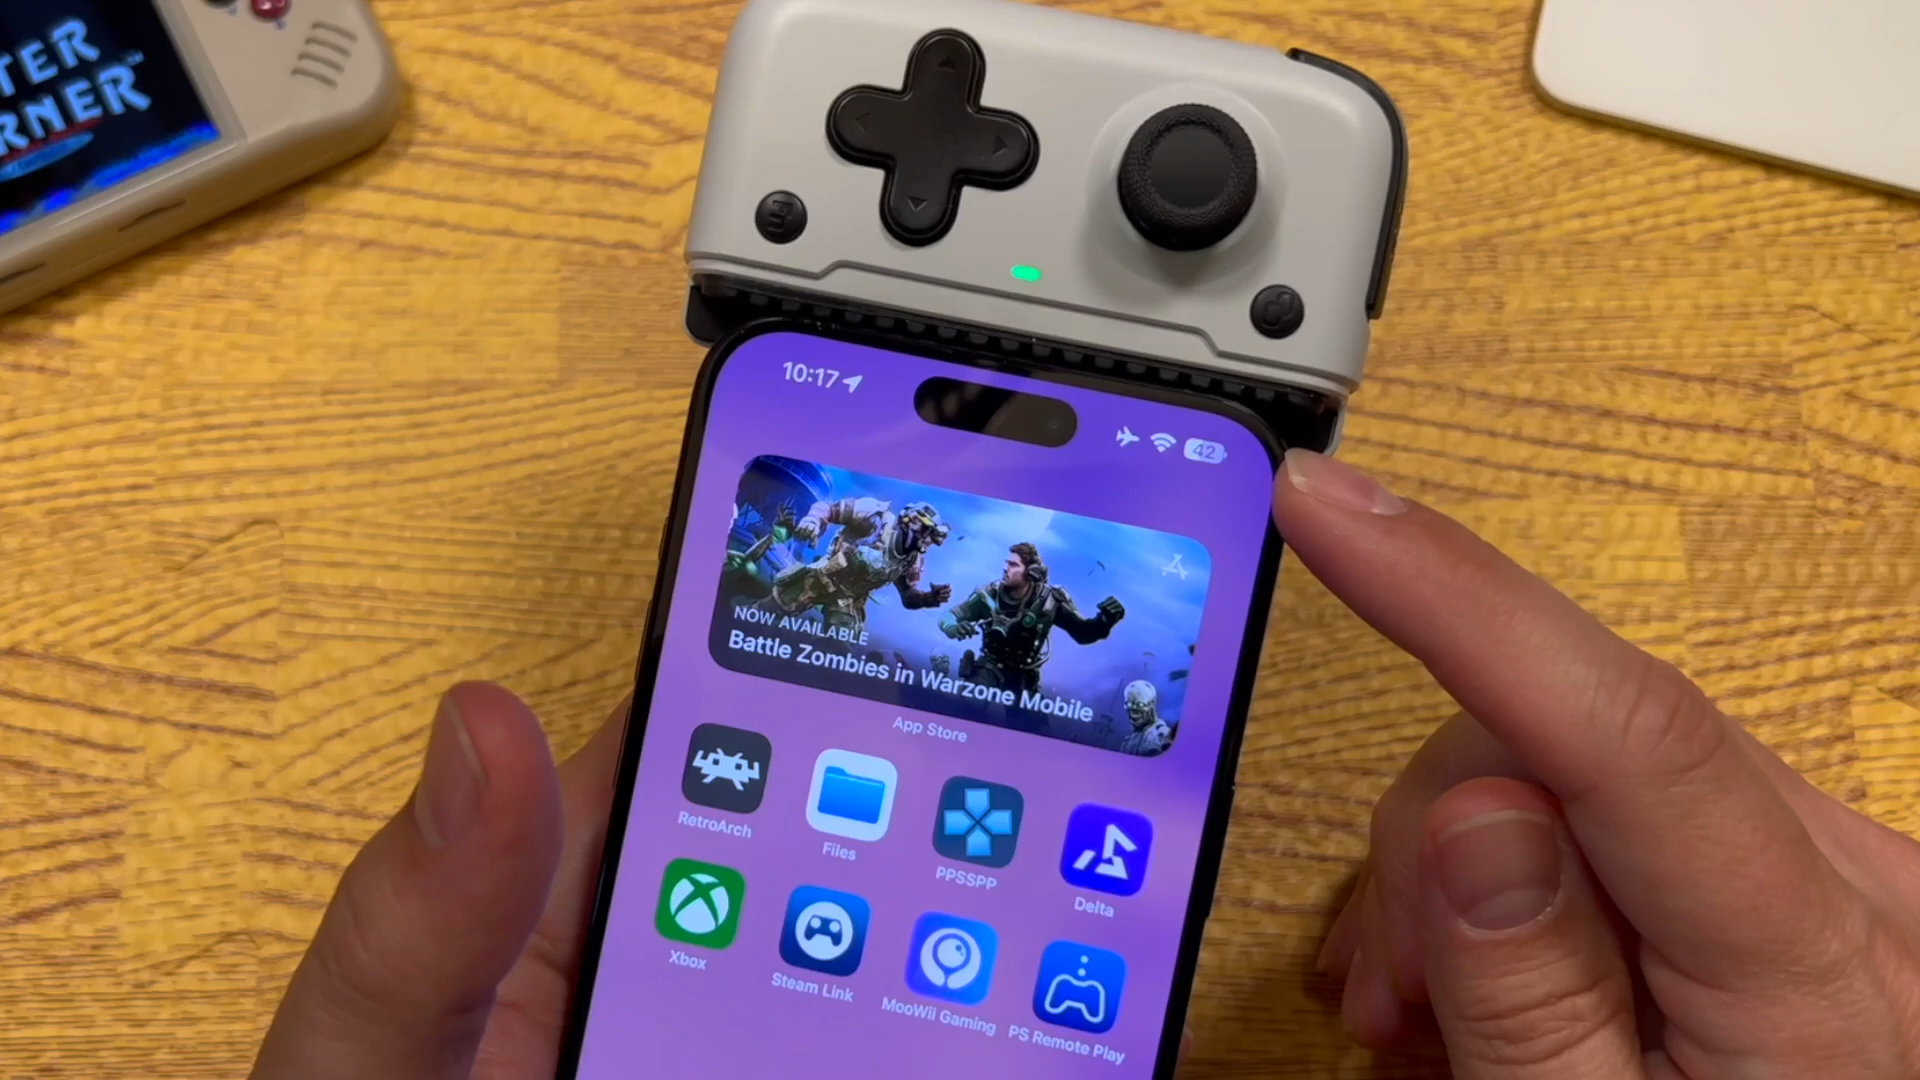 TER
RNER
Fn
10:17
42
NOW AVAILABLE
Battle Zombies in Warzone Mobile
App Store
RetroArch
Files
PPSSPP
Delta
Xbox
Steam Link
MooWii Gaming
PS Remote Play